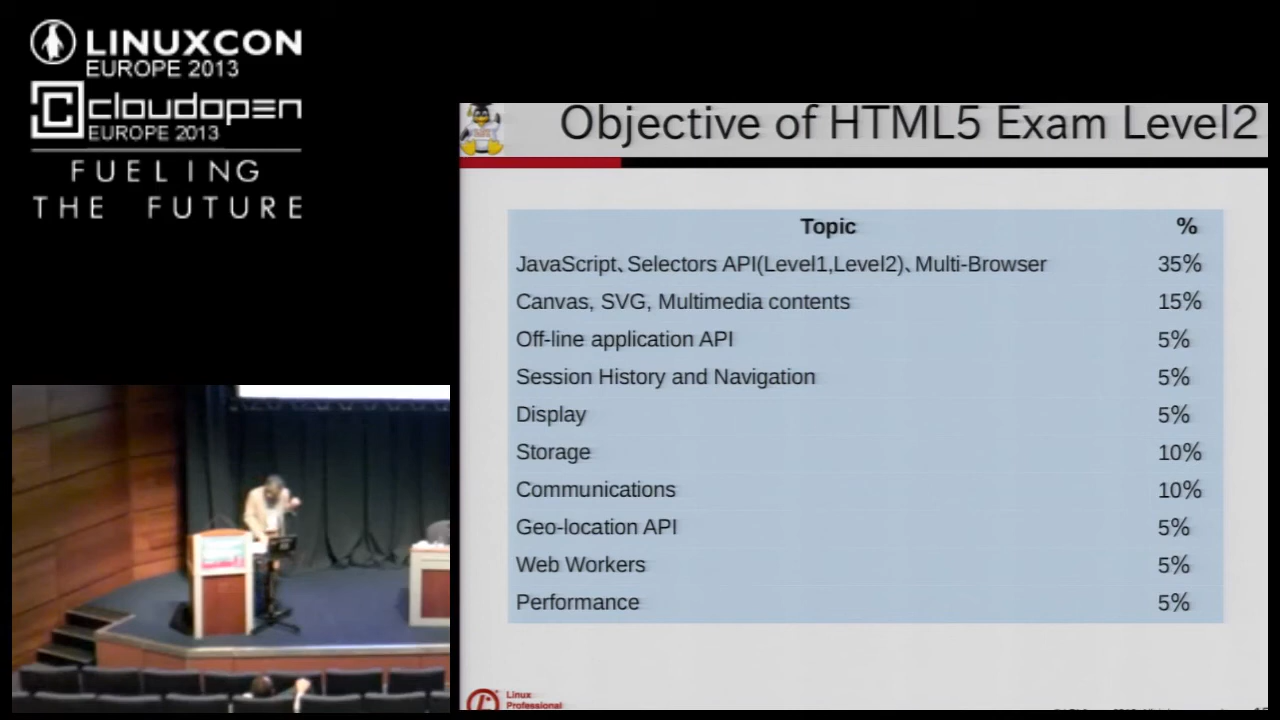 LINUXCON
EUROPE 2013
cloudopen
EUROPE 2013
FUELING
THE FUTURE
Objective of HTML5 Exam Level2
Topic %
JavaScript、Selectors API(Level1,Level2)、Multi-Browser 35%
Canvas, SVG, Multimedia contents 15%
Off-line application API 5%
Session History and Navigation 5%
Display 5%
Storage 10%
Communications 10%
Geo-location API 5%
Web Workers 5%
Performance 5%
Linux
Professional